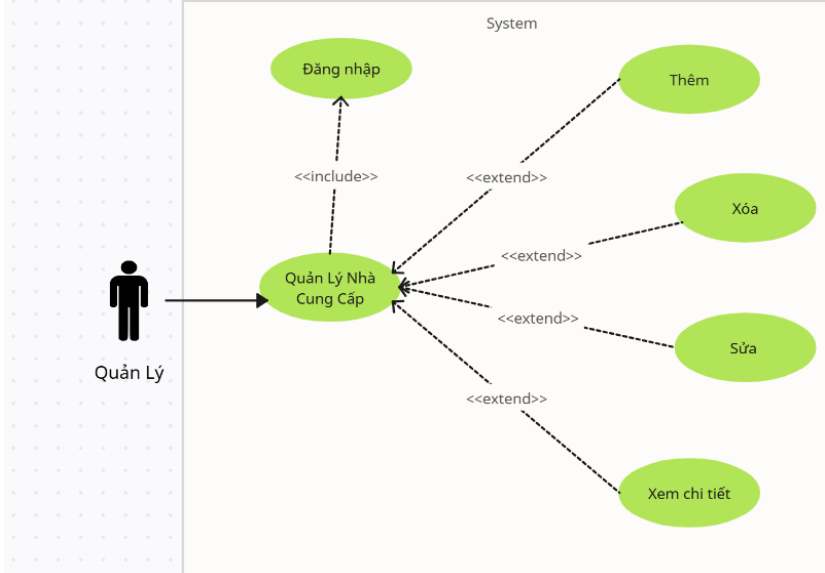 System
Đăng nhập
Thêm
<<include>>
<<extend>>
Xóa
<<extend>>
Quản Lý Nhà
Cung Cấp
<<extend>>
Sửa
Quản Lý
<<extend>>
Xem chi tiết